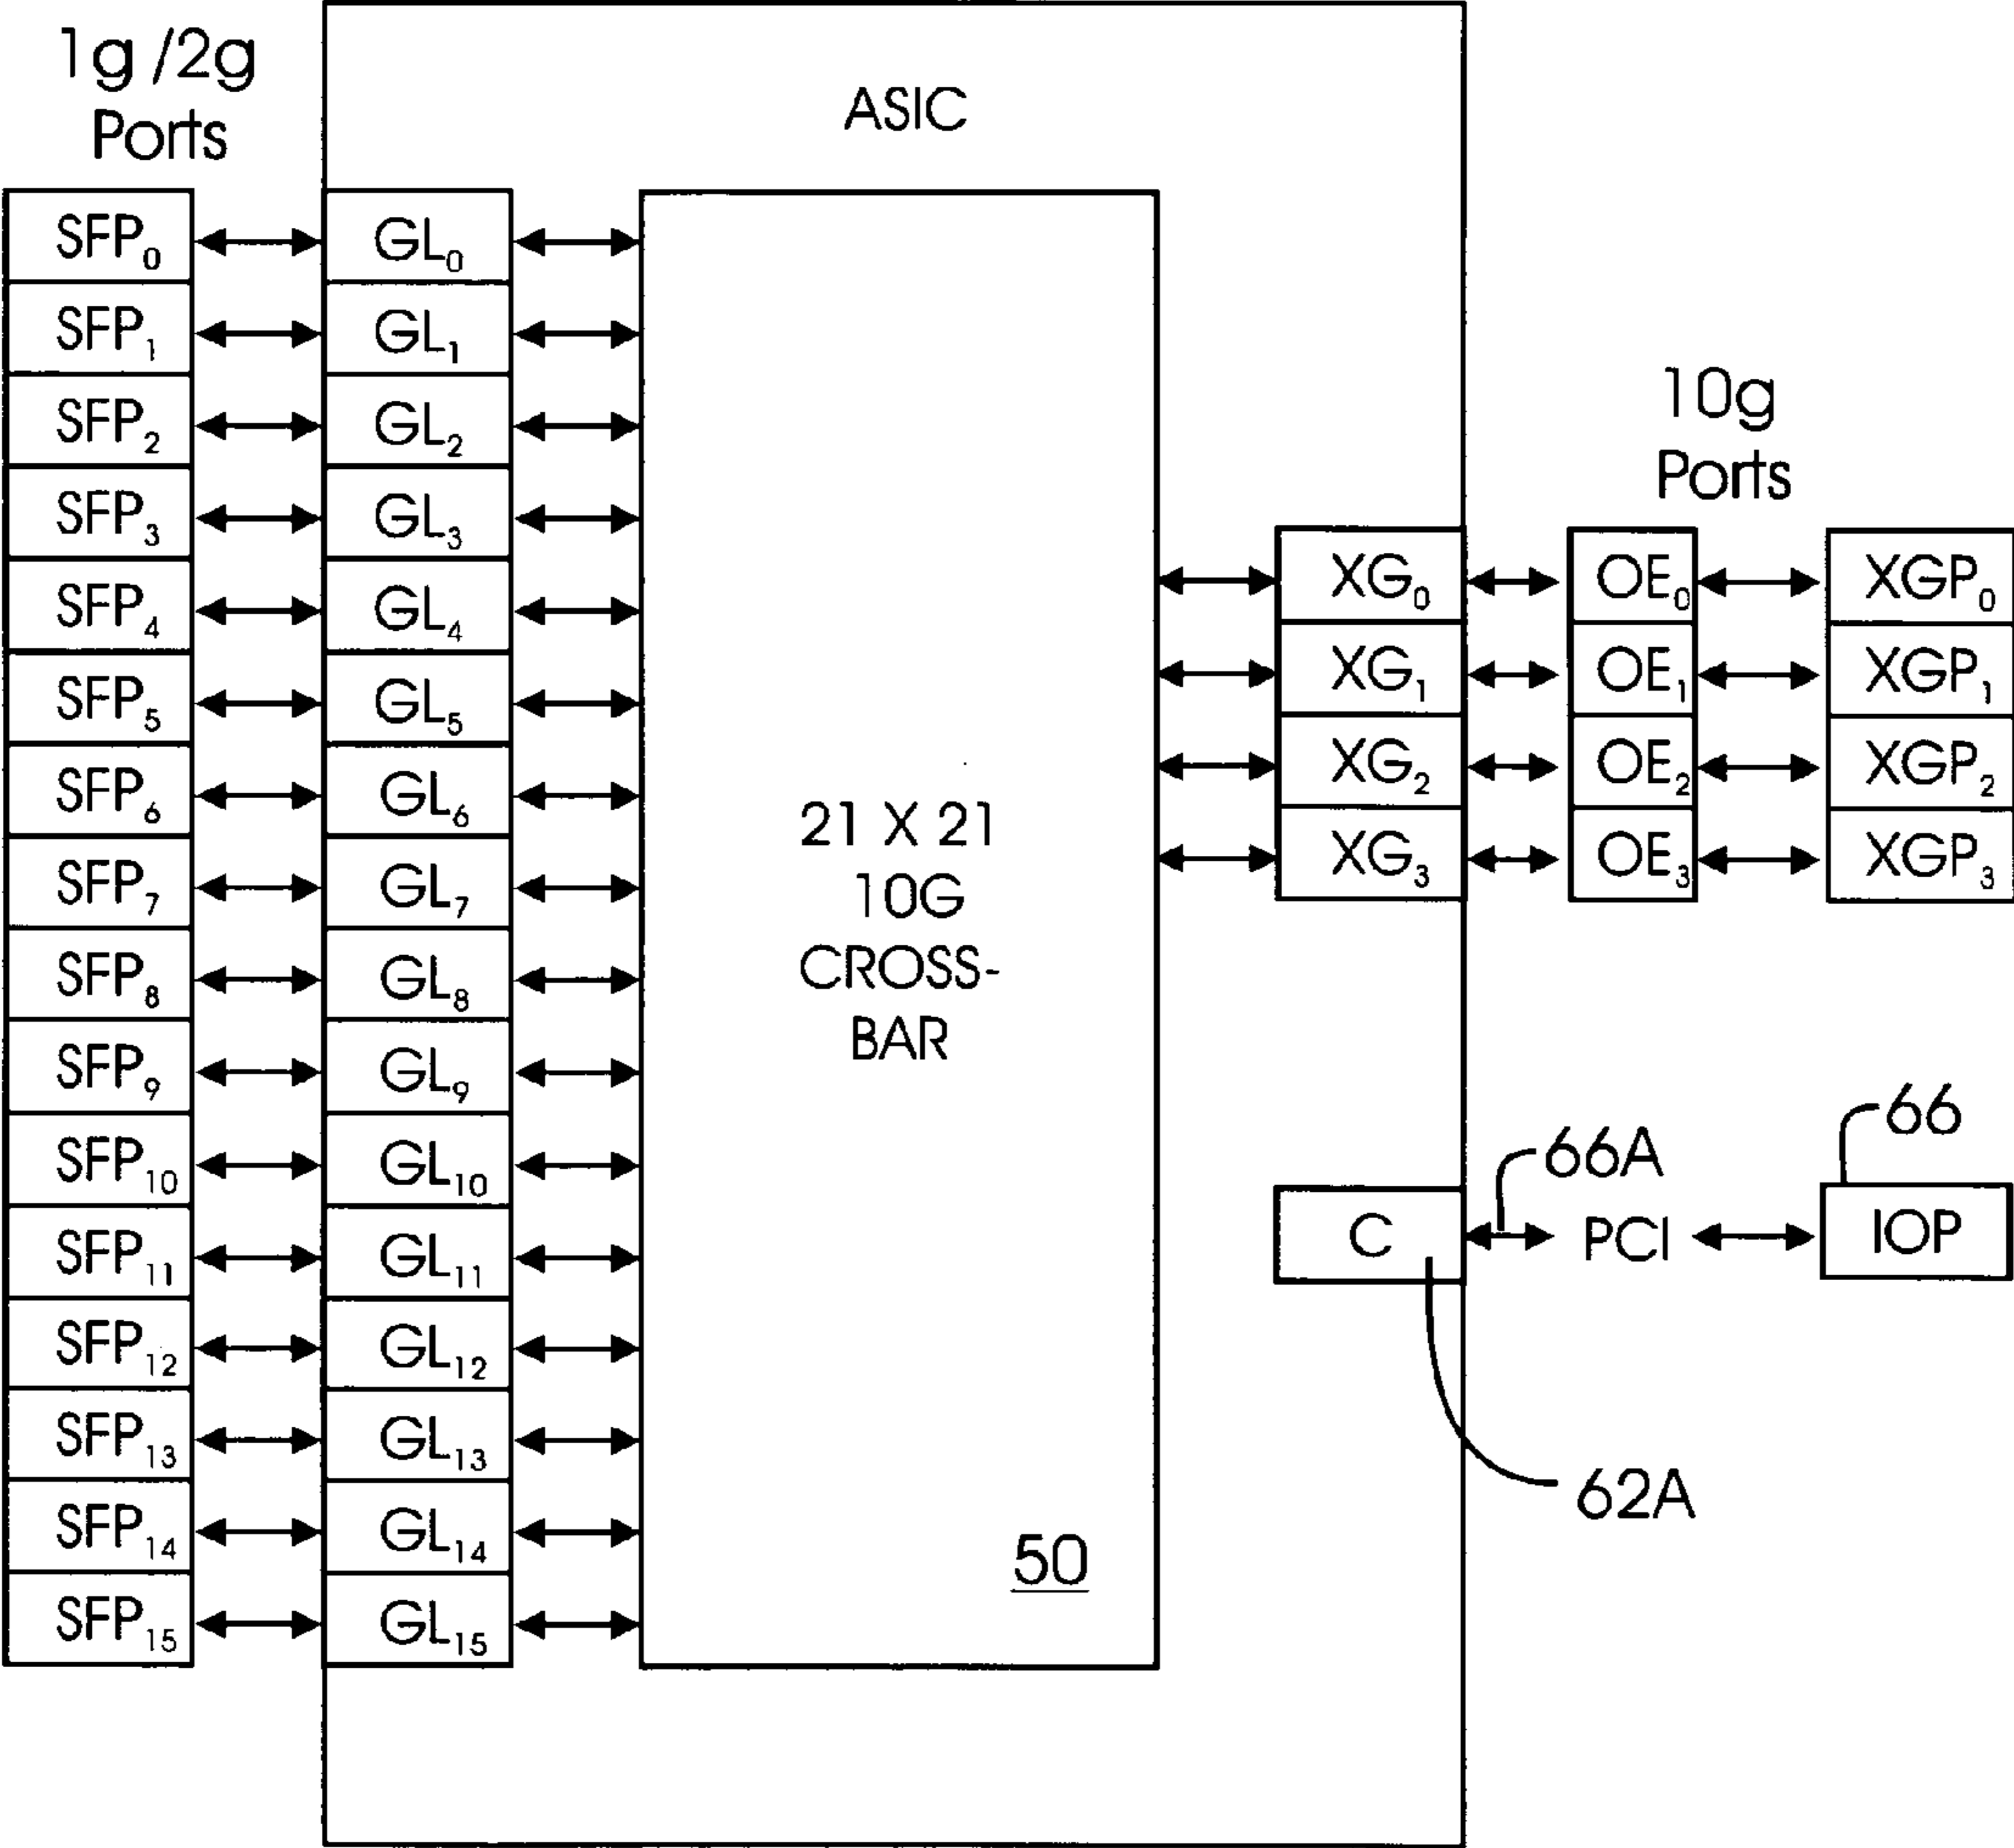 1g /2g
Ports
ASIC
SFP0 GL0
SFP1 GL1
SFP2 GL2
SFP3 GL3
SFP4 GL4
SFP5 GL5
SFP6 GL6
SFP7 GL7
SFP8 GL8
SFP9 GL9
SFP10 GL10
SFP11 GL11
SFP12 GL12
SFP13 GL13
SFP14 GL14
SFP15 GL15
21 X 21
10G
CROSS-
BAR
50
10g
Ports
XG0 OE0 XGP0
XG1 OE1 XGP1
XG2 OE2 XGP2
XG3 OE3 XGP3
66
66A
C PCI IOP
62A